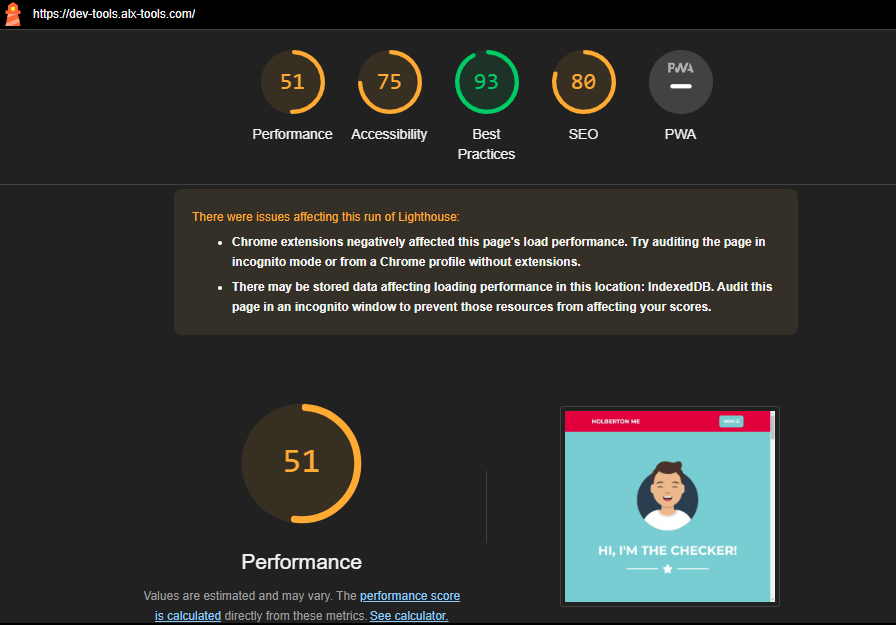 https://dev-tools.alx-tools.com/
51
75
93
80
PWA
Performance
Accessibility
Best
Practices
SEO
PWA
There were issues affecting this run of Lighthouse:
Chrome extensions negatively affected this page's load performance. Try auditing the page in
incognito mode or from a Chrome profile without extensions.
There may be stored data affecting loading performance in this location: IndexedDB. Audit this
page in an incognito window to prevent those resources from affecting your scores.
51
Performance
Values are estimated and may vary. The performance score
is calculated directly from these metrics. See calculator.
HOLBERTON ME
HI, I'M THE CHECKER!